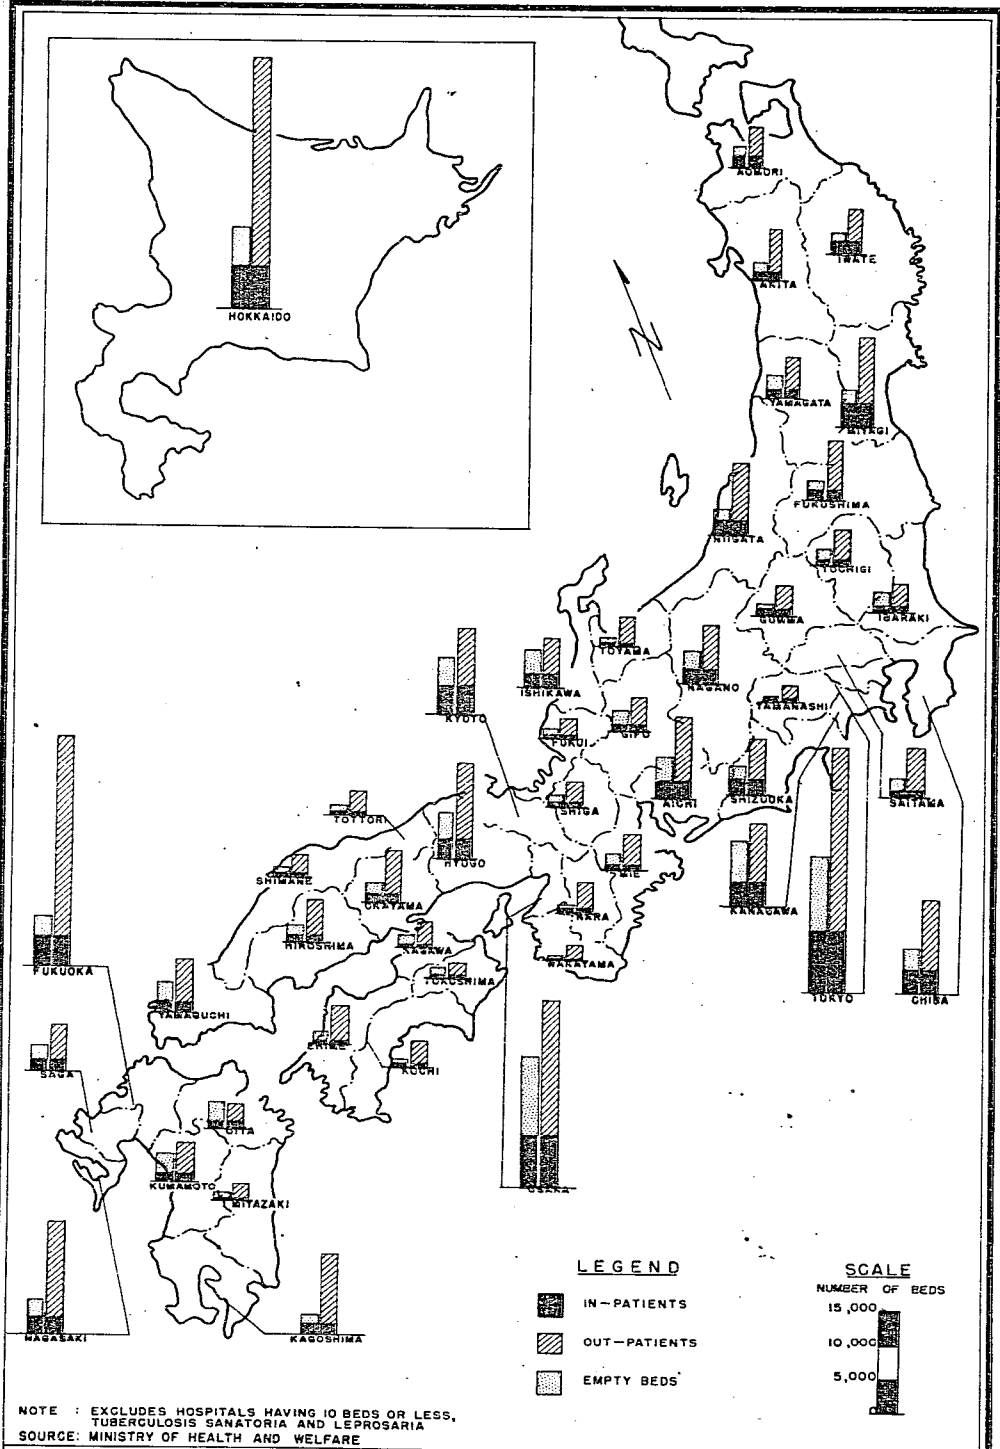 HOKKAIDO
AOMORI
IWATE
AKITA
YAMAGATA
MIYAGI
FUKUSHIMA
NIIGATA
TOCHIGI
GUMMA
IBARAKI
TOYAMA
ISHIKAWA
NAGANO
KYOTO
YAMANASHI
FUKUI
GIFU
AICHI
SHIZUOKA
SAITAMA
SHIGA
TOTTORI
HYOGO
MIE
SHIMANE
OKAYAMA
KANAGAWA
NARA
HIROSHIMA
KAGAWA
WAKAYAMA
FUKUOKA
TOKUSHIMA
TOKYO
CHIBA
YAMAGUCHI
EHIME
KOCHI
SAGA
OITA
KUMAMOTO
OSAKA
MIYAZAKI
NAGASAKI
KAGOSHIMA
N
LEGEND
IN-PATIENTS
OUT-PATIENTS
EMPTY BEDS
SCALE
NUMBER OF BEDS
15,000
10,000
5,000
0
NOTE : EXCLUDES HOSPITALS HAVING 10 BEDS OR LESS,
TUBERCULOSIS SANATORIA AND LEPROSARIA
SOURCE: MINISTRY OF HEALTH AND WELFARE